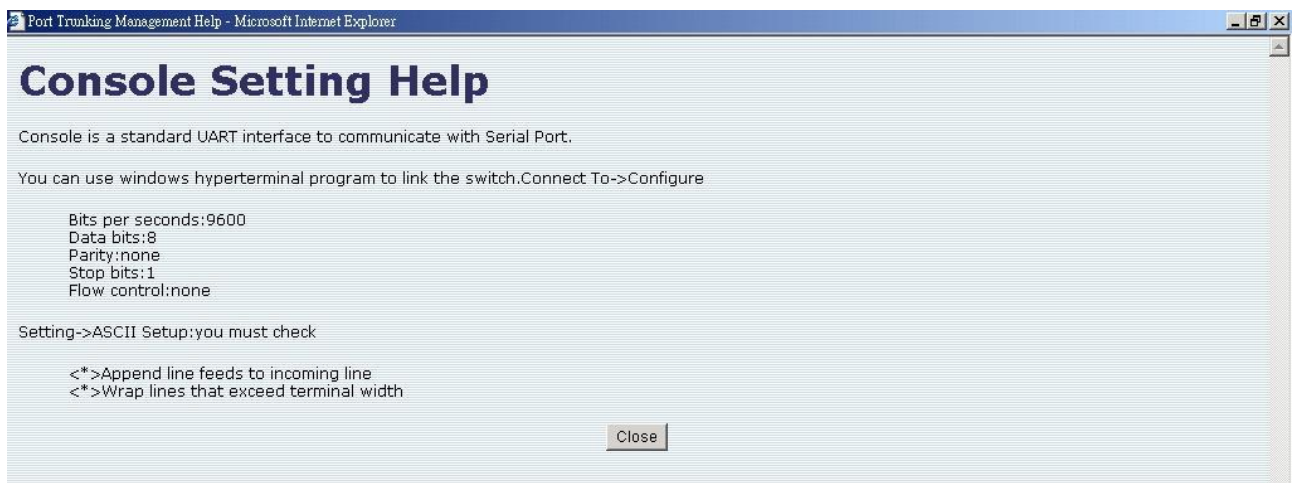 Port Trunking Management Help - Microsoft Internet Explorer
Console Setting Help
Console is a standard UART interface to communicate with Serial Port.
You can use windows hyperterminal program to link the switch.Connect To->Configure
Bits per seconds:9600
Data bits:8
Parity:none
Stop bits:1
Flow control:none
Setting->ASCII Setup:you must check
<*>Append line feeds to incoming line
<*>Wrap lines that exceed terminal width
Close